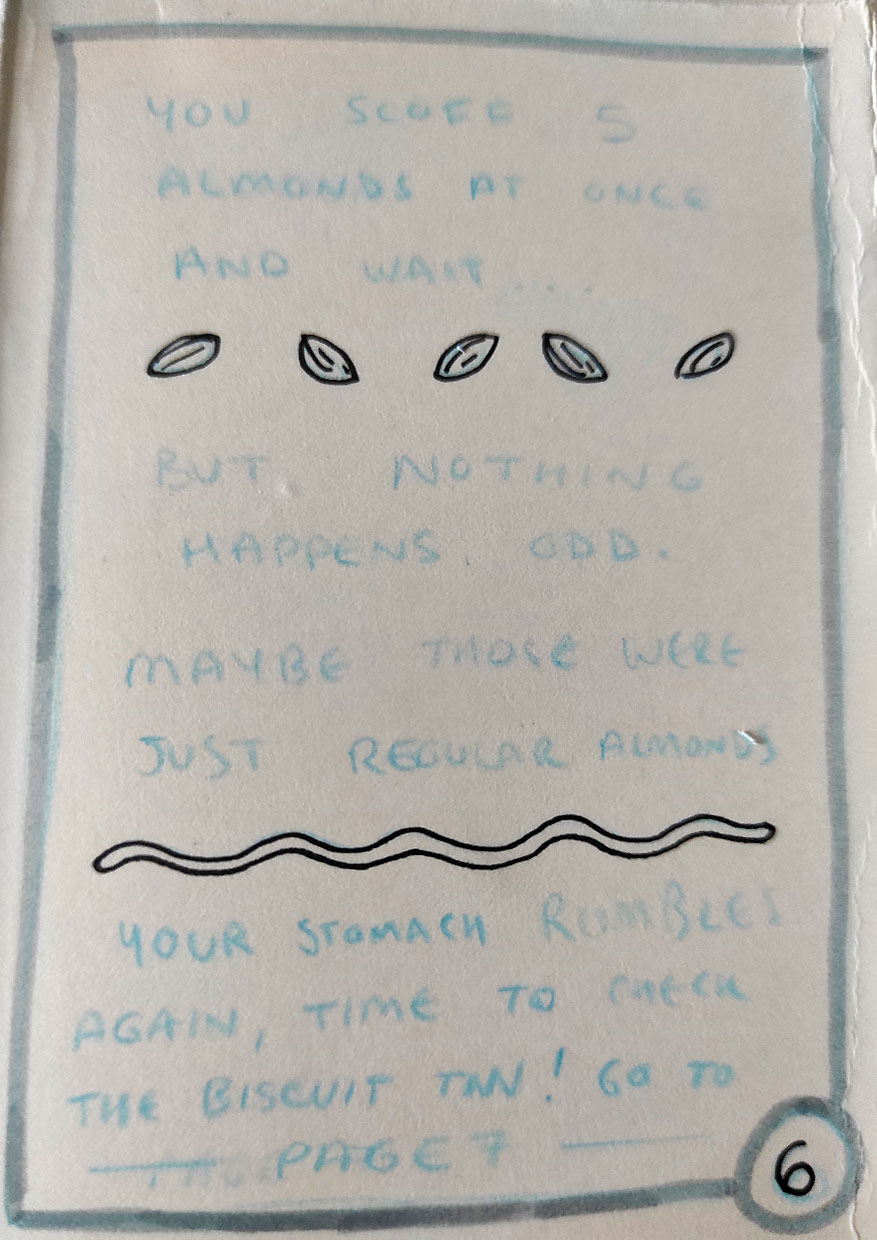 YOU SCOFF 5
ALMONDS AT ONCE
AND WAIT....
BUT NOTHING
HAPPENS. ODD.
MAYBE THOSE WERE
JUST REGULAR ALMONDS
YOUR STOMACH RUMBLES
AGAIN, TIME TO CHECK
THE BISCUIT TIN! GO TO
PAGE 7
6